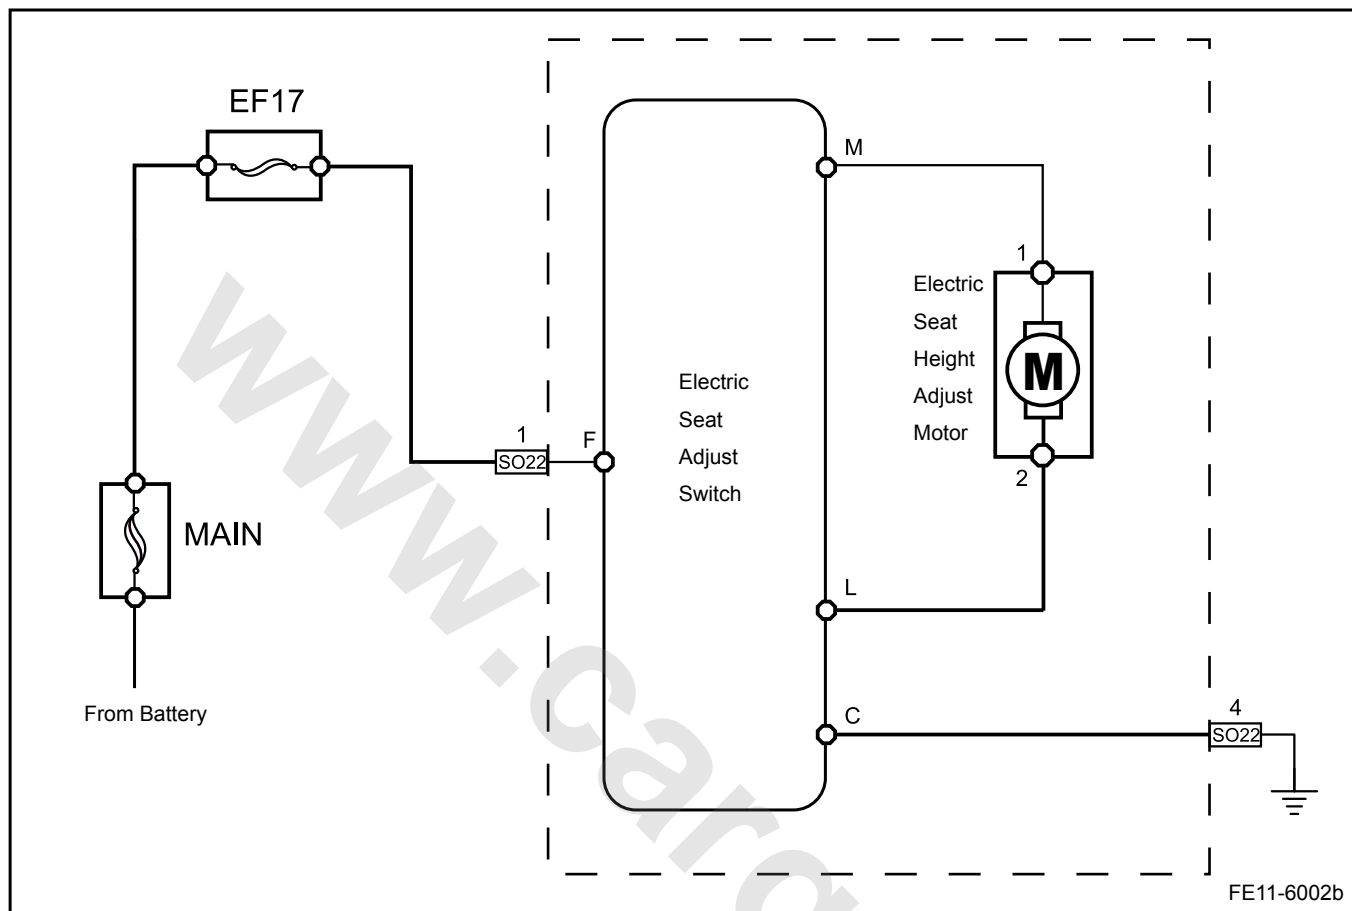 EF17
MAIN
From Battery
1
SO22
F
Electric
Seat
Adjust
Switch
M
1
Electric
Seat
Height
Adjust
Motor
M
2
L
C
4
SO22
FE11-6002b
www.carc